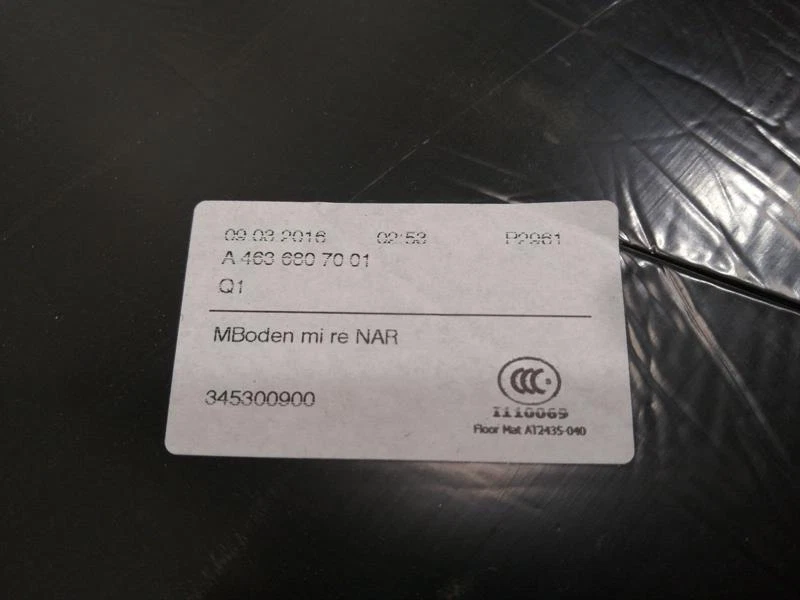 09.03.2016 02:53 P2961
A 463 680 70 01
Q1
MBoden mi re NAR
345300900
CCC
I110069
Floor Mat AT2435-040